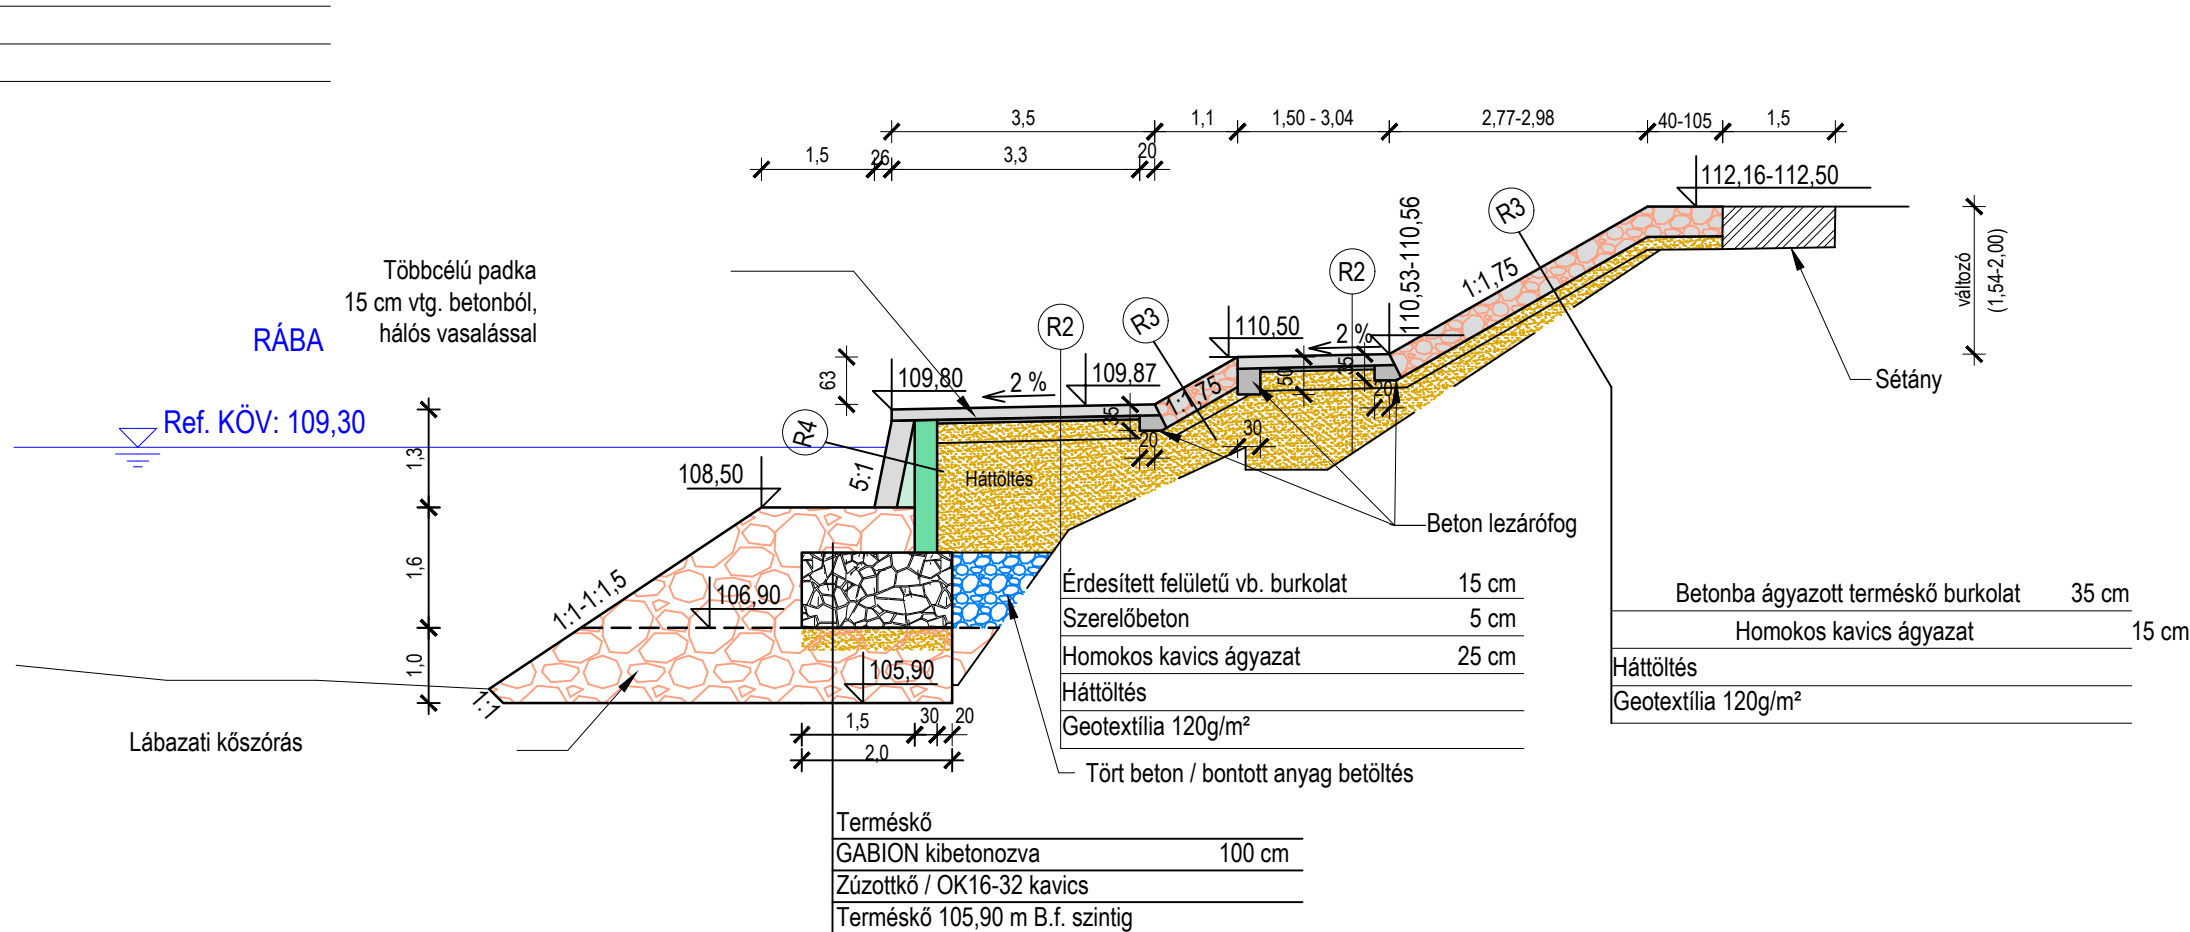 3,5
1,1
1,50 - 3,04
2,77-2,98
40-105
1,5
1,5
26
3,3
20
112,16-112,50
R3
110,53-110,56
1:1,75
változó
(1,54-2,00)
Többcélú padka
15 cm vtg. betonból,
hálós vasalással
RÁBA
R2
R3
R2
110,50
2 %
35
50
20
Sétány
63
109,80
2 %
109,87
1:1,75
35
20
30
Ref. KÖV: 109,30
R4
1,3
5:1
108,50
Háttöltés
Beton lezárófog
1,6
1:1-1:1,5
106,90
1,0
105,90
1:1
1,5
30
20
2,0
Lábazati kőszórás
Érdesített felületű vb. burkolat 15 cm
Szerelőbeton 5 cm
Homokos kavics ágyazat 25 cm
Háttöltés
Geotextília 120g/m²
Tört beton / bontott anyag betöltés
Betonba ágyazott terméskő burkolat 35 cm
Homokos kavics ágyazat 15 cm
Háttöltés
Geotextília 120g/m²
Terméskő
GABION kibetonozva 100 cm
Zúzottkő / OK16-32 kavics
Terméskő 105,90 m B.f. szintig